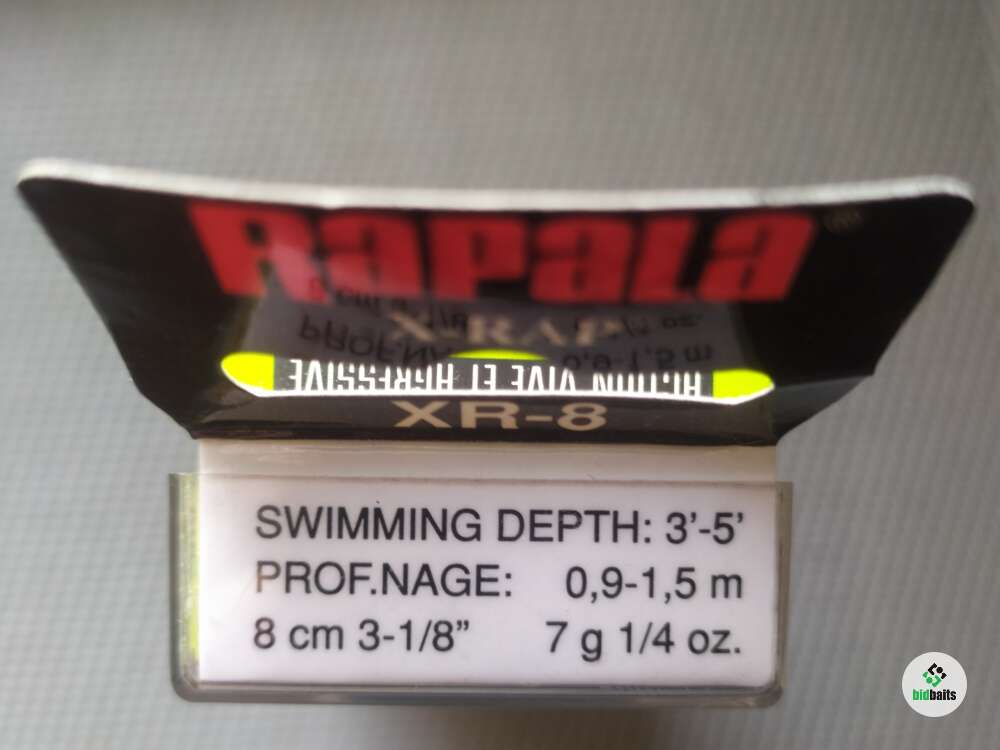 RAPALA®
X-RAP
ACTION VIVE ET AGRESSIVE
XR-8
SWIMMING DEPTH: 3'-5'
PROF.NAGE: 0,9-1,5 m
8 cm 3-1/8” 7 g 1/4 oz.
bidbaits